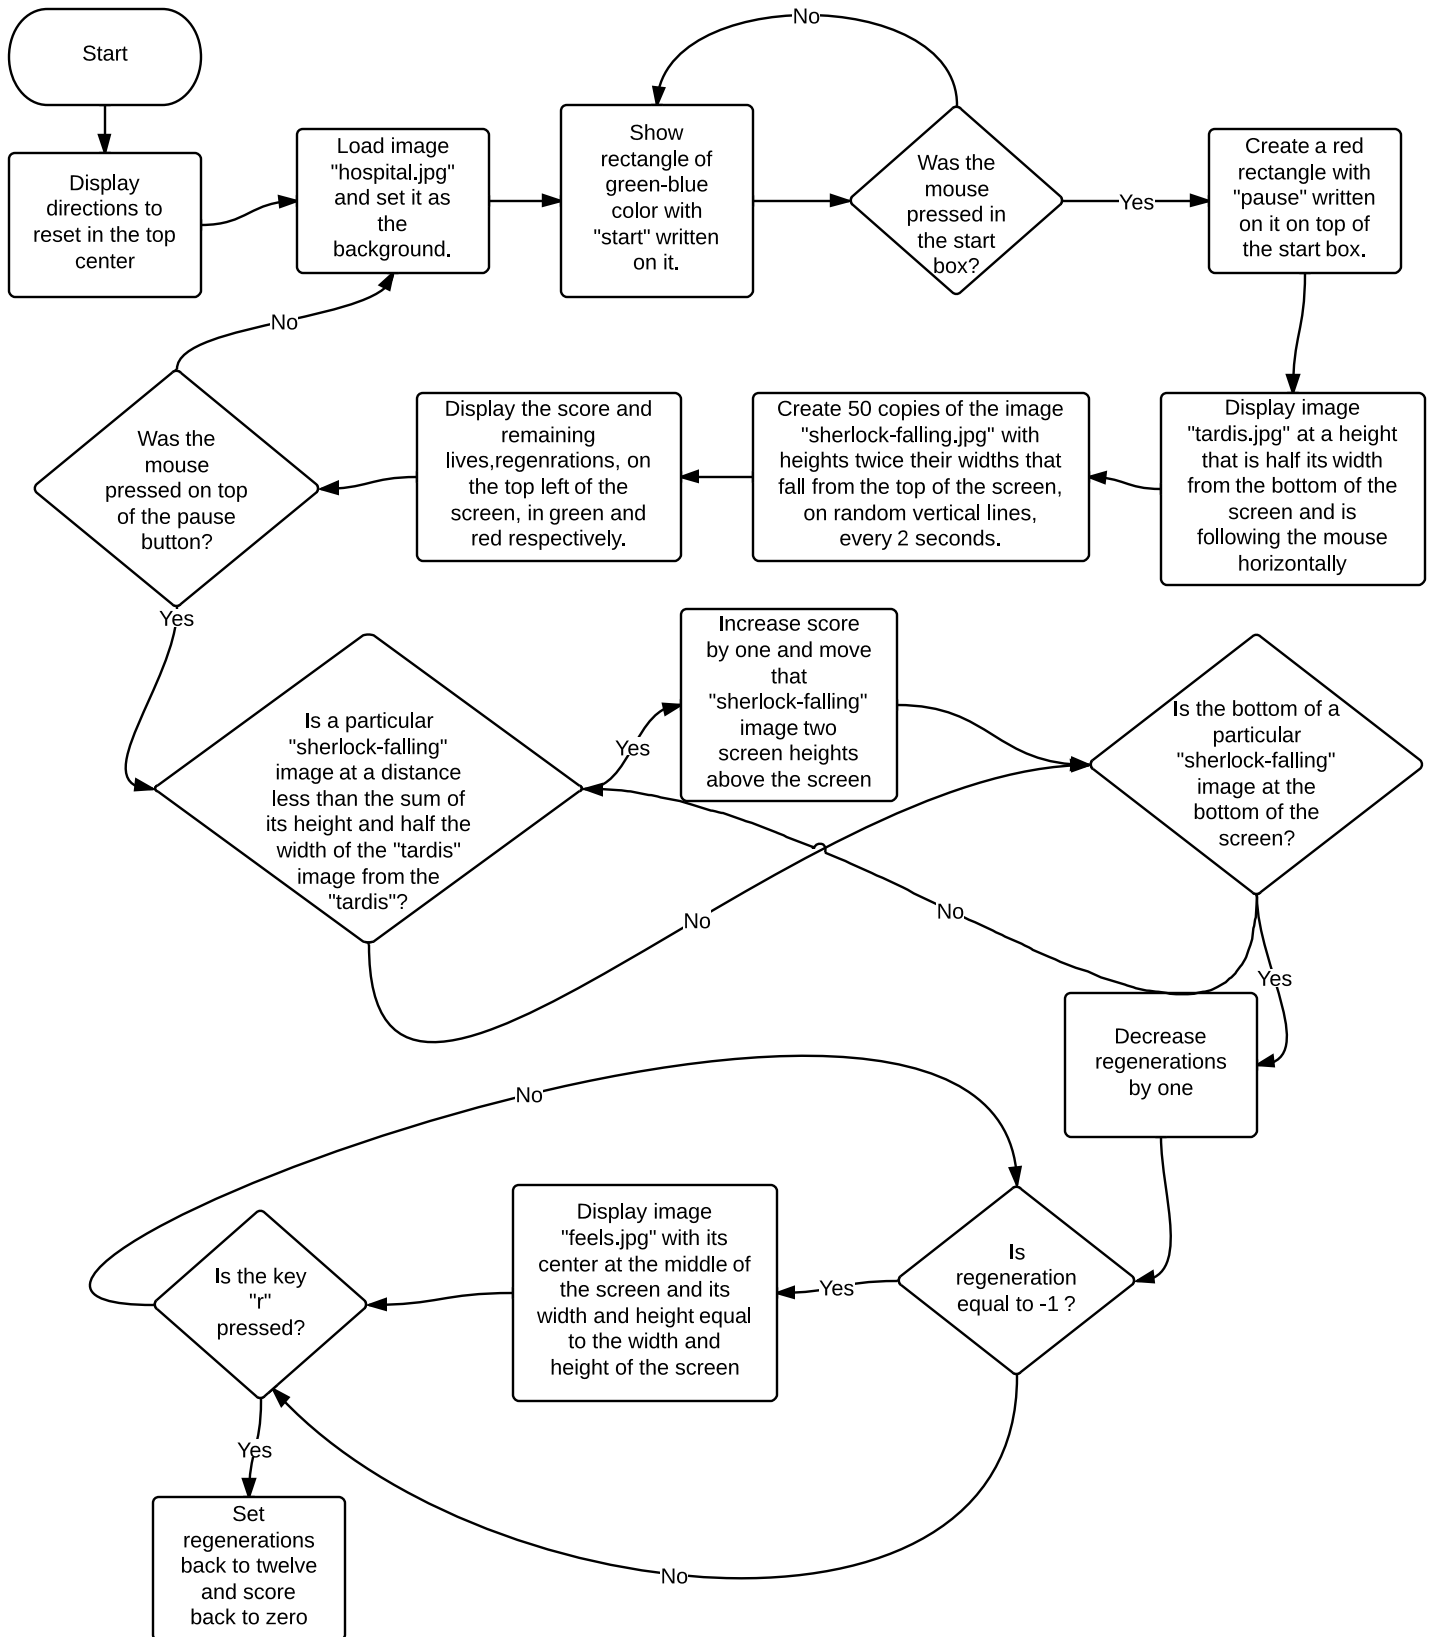 Start
Display
directions to
reset in the top
center
Load image
"hospital.jpg"
and set it as
the
background.
Show
rectangle of
green-blue
color with
"start" written
on it.
No
Was the
mouse
pressed in
the start
box?
Yes
Create a red
rectangle with
"pause" written
on it on top of
the start box.
Display image
"tardis.jpg" at a height
that is half its width
from the bottom of the
screen and is
following the mouse
horizontally
Create 50 copies of the image
"sherlock-falling.jpg" with
heights twice their widths that
fall from the top of the screen,
on random vertical lines,
every 2 seconds.
Display the score and
remaining
lives,regenrations, on
the top left of the
screen, in green and
red respectively.
Was the
mouse
pressed on top
of the pause
button?
No
Yes
Is a particular
"sherlock-falling"
image at a distance
less than the sum of
its height and half the
width of the "tardis"
image from the
"tardis"?
Yes
Increase score
by one and move
that
"sherlock-falling"
image two
screen heights
above the screen
No
Is the bottom of a
particular
"sherlock-falling"
image at the
bottom of the
screen?
No
Yes
Decrease
regenerations
by one
Is
regeneration
equal to -1 ?
Yes
Display image
"feels.jpg" with its
center at the middle of
the screen and its
width and height equal
to the width and
height of the screen
No
Is the key
"r"
pressed?
No
Yes
Set
regenerations
back to twelve
and score
back to zero